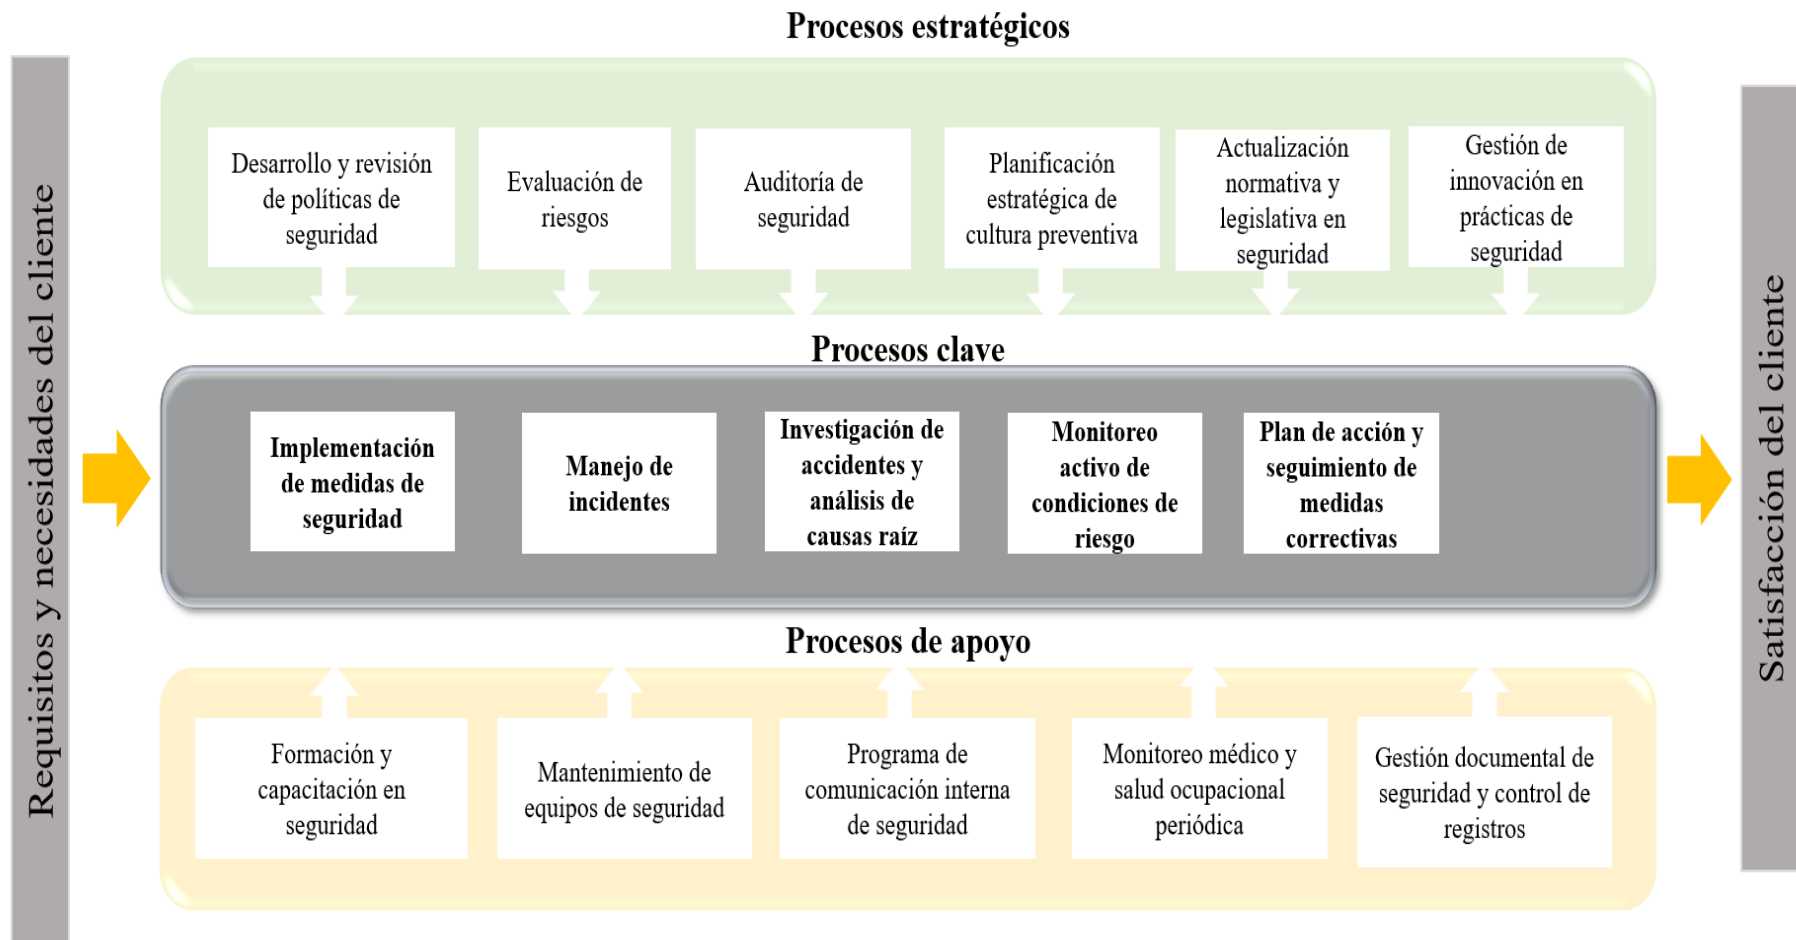 Procesos estratégicos
Requisitos y necesidades del cliente
Desarrollo y revisión
de políticas de
seguridad
Evaluación de
riesgos
Auditoría de
seguridad
Planificación
estratégica de
cultura preventiva
Actualización
normativa y
legislativa en
seguridad
Gestión de
innovación en
prácticas de
seguridad
Procesos clave
Implementación
de medidas de
seguridad
Manejo de
incidentes
Investigación de
accidentes y
análisis de
causas raíz
Monitoreo
activo de
condiciones de
riesgo
Plan de acción y
seguimiento de
medidas
correctivas
Satisfacción del cliente
Procesos de apoyo
Formación y
capacitación en
seguridad
Mantenimiento de
equipos de seguridad
Programa de
comunicación interna
de seguridad
Monitoreo médico y
salud ocupacional
periódica
Gestión documental de
seguridad y control de
registros